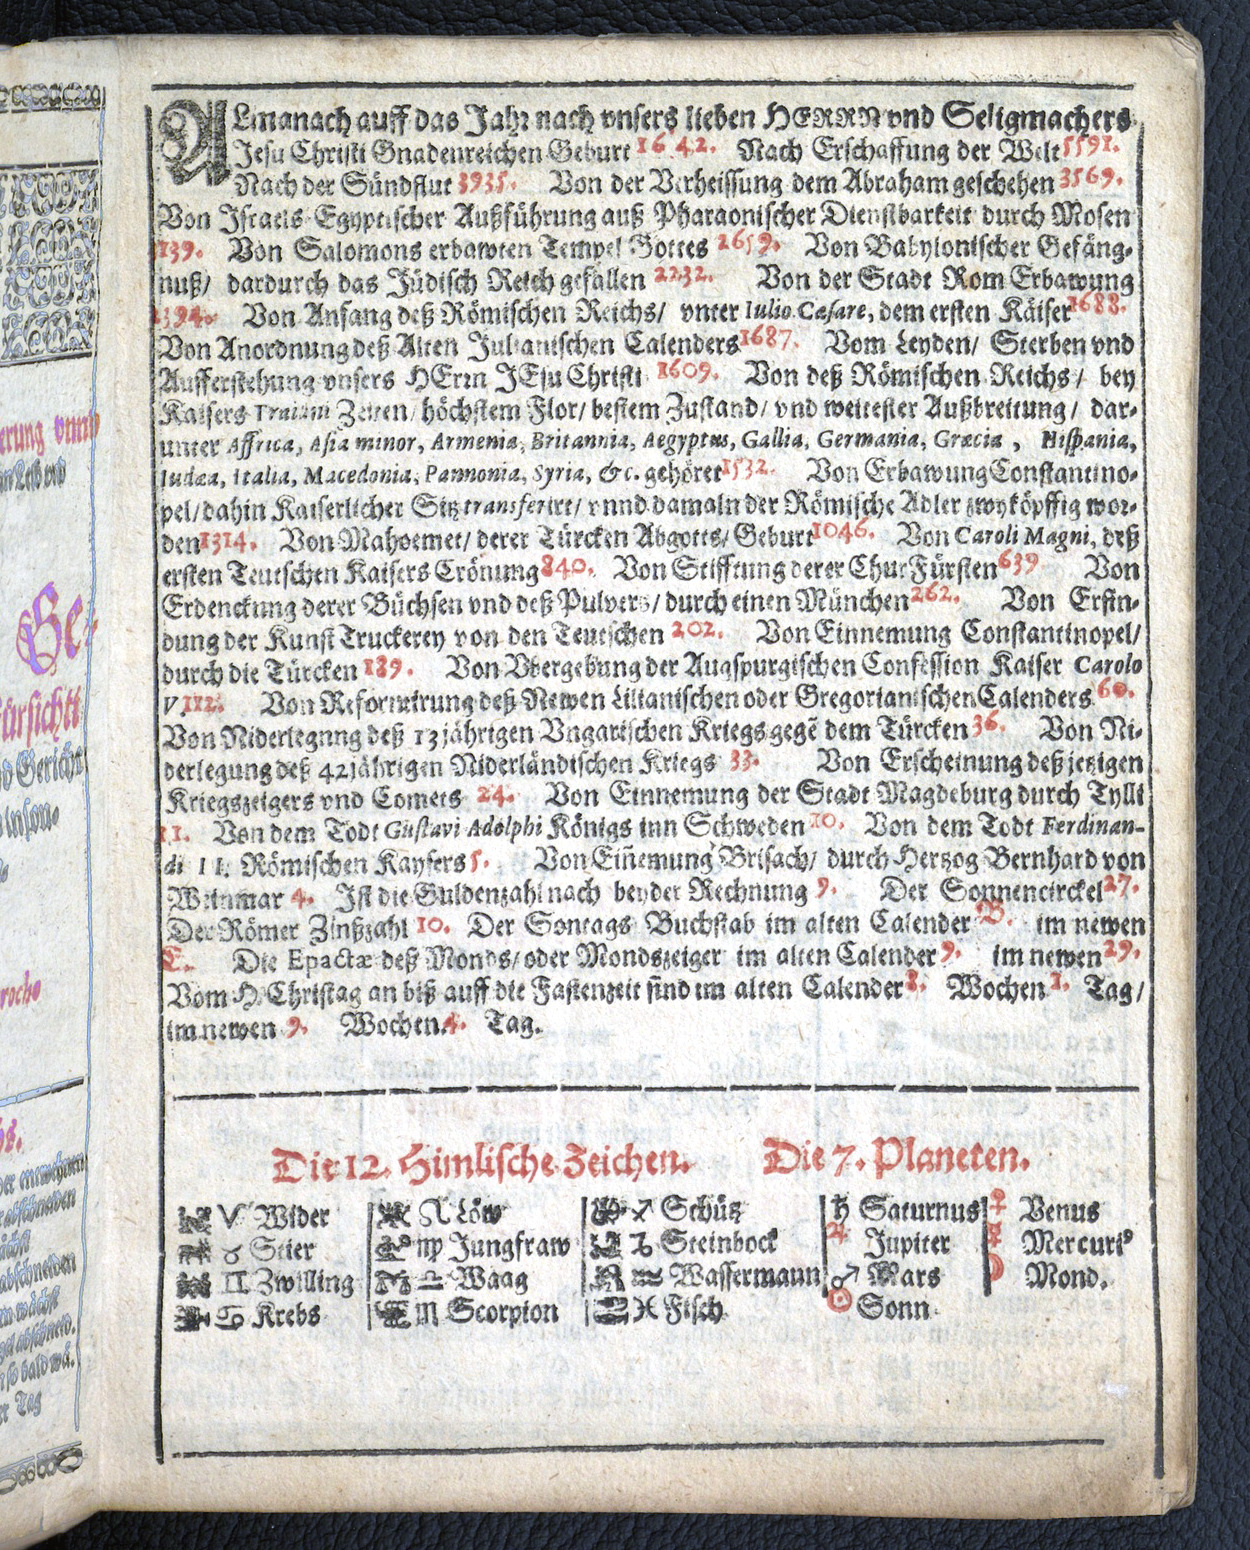 ALmanach auff das Jahr nach vnsers lieben HERRN vnd Seligmachers
Jesu Christi Gnadenreichen Geburt 1642. Nach Erschaffung der Welt 5591.
Nach der Sündflut 3935. Von der Verheissung dem Abraham geschehen 3569.
Von Israels Egyptischer Außführung auß Pharaonischer Dienstbarkeit durch Mosen
139. Von Salomons erbawten Tempel Gottes 2659. Von Babylonischer Gefäng-
nuß/ dardurch das Jüdisch Reich gefallen 2232. Von der Stadt Rom Erbawung
1394. Von Anfang deß Römischen Reichs/ vnter Iulio Cæsare, dem ersten Käiser 1688.
Von Anordnung deß Alten Julianischen Calenders 1687. Vom Leyden/ Sterben vnd
Aufferstehung vnsers HErrn JEsu Christi 1609. Von deß Römischen Reichs/ bey
Kaisers Traiani Zeiten/ höchstem Flor/ bestem Zustand/ vnd weitester Außbreitung/ dar-
unter Affrica, Asia minor, Armenia, Britannia, Aegyptus, Gallia, Germania, Græcia, Hispania,
Iudæa, Italia, Macedonia, Pannonia, Syria, &c. gehöret 1532. Von Erbawung Constantino-
pel/ dahin Kaiserlicher Sitz transferirt/ vnnd damaln der Römische Adler zwyköpffig wor-
den 1314. Von Mahoemet/ derer Türcken Abgotts/ Geburt 1046. Von Caroli Magni, deß
ersten Teutschen Kaisers Crönung 840. Von Stifftung derer ChurFürsten 639 Von
Erdenckung derer Büchsen vnd deß Pulvers/ durch einen München 262. Von Erfin-
dung der Kunst Truckerey von den Teutschen 202. Von Einnemung Constantinopel/
durch die Türcken 189. Von Vbergebung der Augspurgischen Confession Kaiser Carolo
V 112. Von Reformirung deß Newen Lilianischen oder Gregorianischen Calenders 60.
Von Niderlegung deß 13 jährigen Vngarischen Kriegs gegē dem Türcken 36. Von Ni-
derlegung deß 42 jährigen Niderländischen Kriegs 33. Von Erscheinung deß jetzigen
Kriegszeigers vnd Comets 24. Von Einnemung der Stadt Magdeburg durch Tylli
11. Von dem Todt Gustavi Adolphi Königs inn Schweden 10. Von dem Todt Ferdinan-
di II. Römischen Kaysers 5. Von Eiñemung Brisach/ durch Hertzog Bernhard von
Weinmar 4. Ist die Guldenzahl nach beyder Rechnung 9. Der Sonnencirckel 27.
Der Römer Zinßzahl 10. Der Sontags Buchstab im alten Calender B. im newen
E. Die Epactæ deß Monds/ oder Mondszeiger im alten Calender 9. im newen 29.
Vom H. Christag an biß auff die Fastenzeit sind im alten Calender 8. Wochen 1. Tag/
im newen 9. Wochen 4. Tag.
Die 12. Himlische Zeichen. Die 7. Planeten.
♈ Wider ♌ Löw ♐ Schütz ♄ Saturnus ♀ Venus
♉ Stier ♍ Jungfraw ♑ Steinbock ♃ Jupiter ☿ Mercuri⁹
♊ Zwilling ♎ Waag ♒ Wassermann ♂ Mars ☽ Mond.
♋ Krebs ♏ Scorpion ♓ Fisch ☉ Sonn